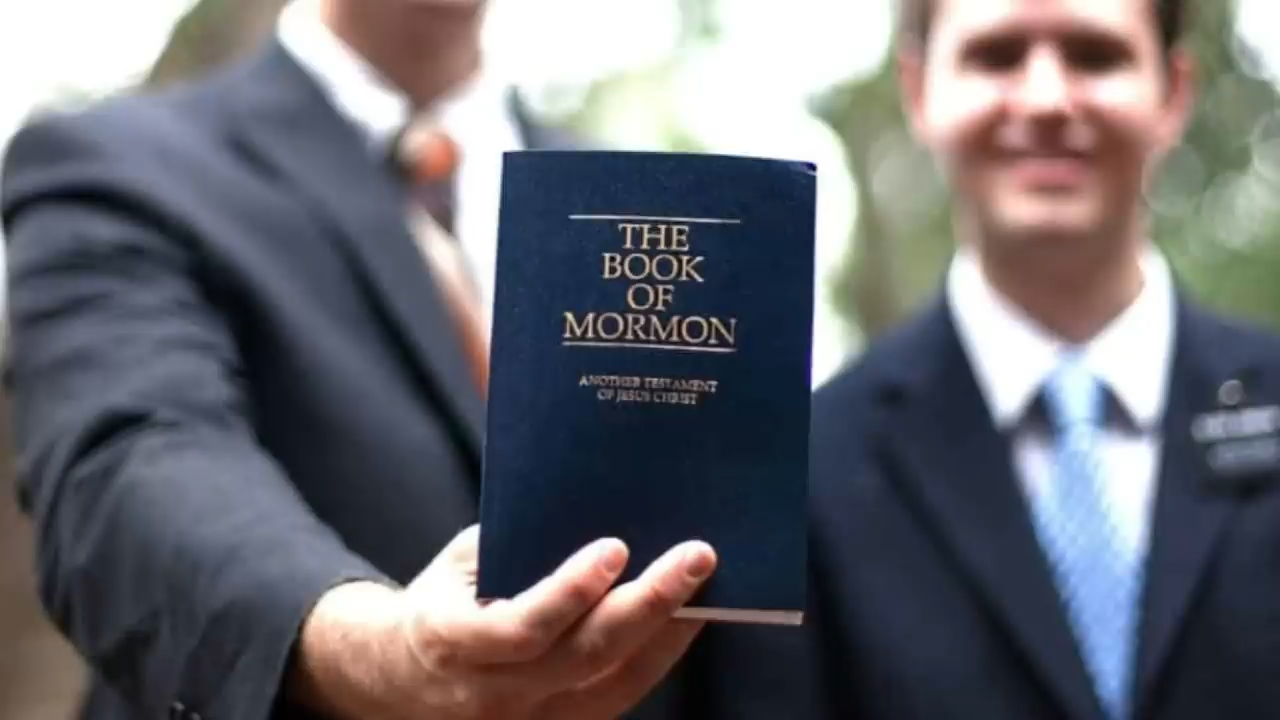 THE
BOOK
OF
MORMON
ANOTHER TESTAMENT
OF JESUS CHRIST